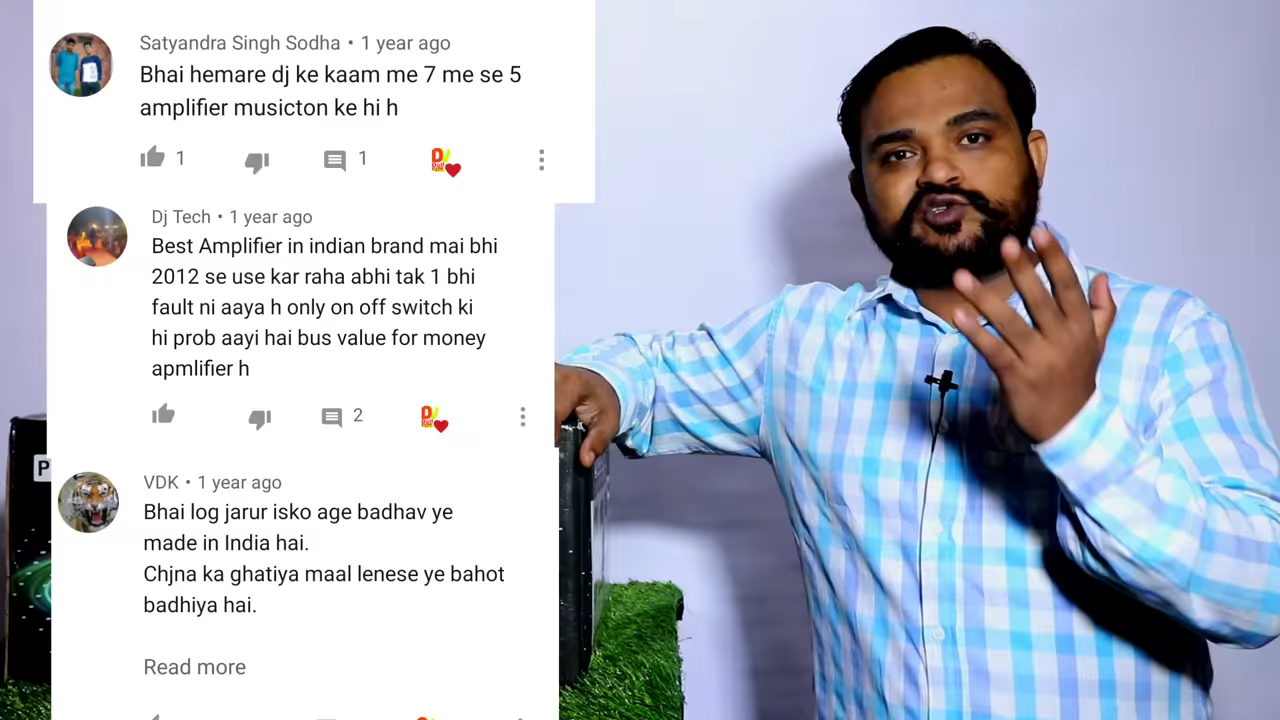 Satyandra Singh Sodha • 1 year ago
Bhai hemare dj ke kaam me 7 me se 5
amplifier musicton ke hi h
1
1
Dj Tech • 1 year ago
Best Amplifier in indian brand mai bhi
2012 se use kar raha abhi tak 1 bhi
fault ni aaya h only on off switch ki
hi prob aayi hai bus value for money
apmlifier h
2
P
VDK • 1 year ago
Bhai log jarur isko age badhav ye
made in India hai.
Chjna ka ghatiya maal lenese ye bahot
badhiya hai.
Read more